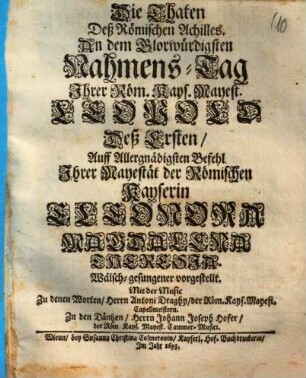 10
Die Thaten
Deß Römischen Achilles.
An dem Glorwürdigsten
Nahmens-Tag
Ihrer Röm. Kays. Mayest.
LEOPOLD
Deß Ersten /
Auff Allergnädigsten Befehl
Ihrer Mayestät der Römischen
Kayserin
ELEONORA
MAGDALENA
THERESIA.
Wälsch-gesungener vorgestellt.
Mit der Music
Zu denen Worten / Herrn Antoni Draghy / der Röm. Kays. Mayest.
Capellmeistern.
Zu den Däntzen / Herrn Johann Joseph Hofer /
der Röm. Kays. Mayest. Cammer-Musici.
Wienn / bey Susanna Christina Cosmerovin / Kayserl. Hof-Buchdruckerin /
Im Jahr